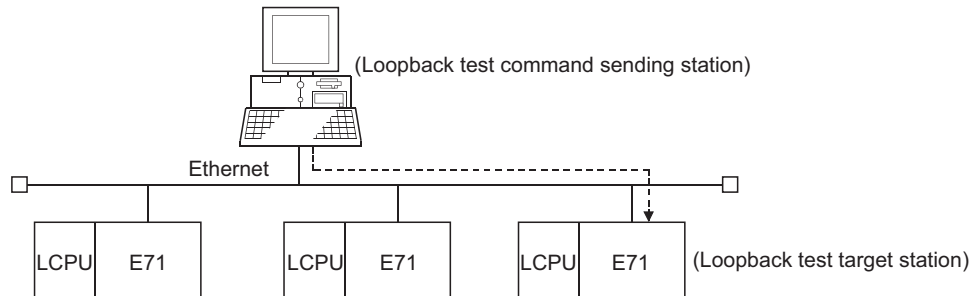 (Loopback test command sending station)
Ethernet
LCPU E71 LCPU E71 LCPU E71 (Loopback test target station)